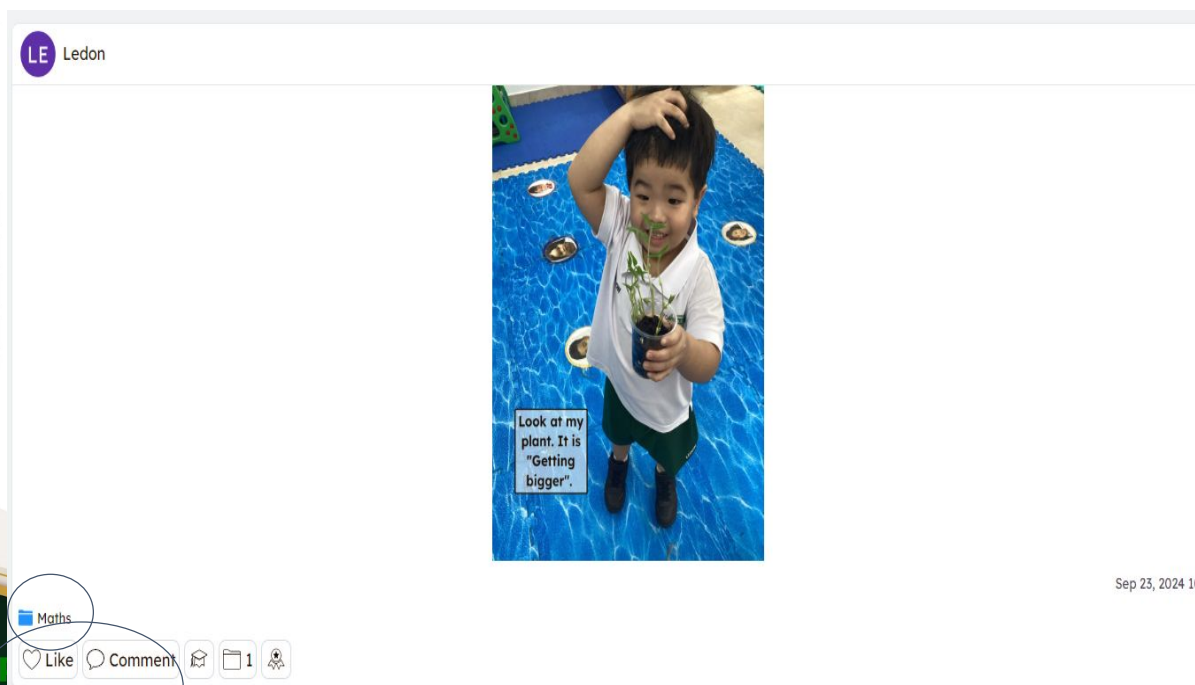 LE Ledon
Look at my
plant. It is
"Getting
bigger".
Sep 23, 2024
Maths
Like Comment 1